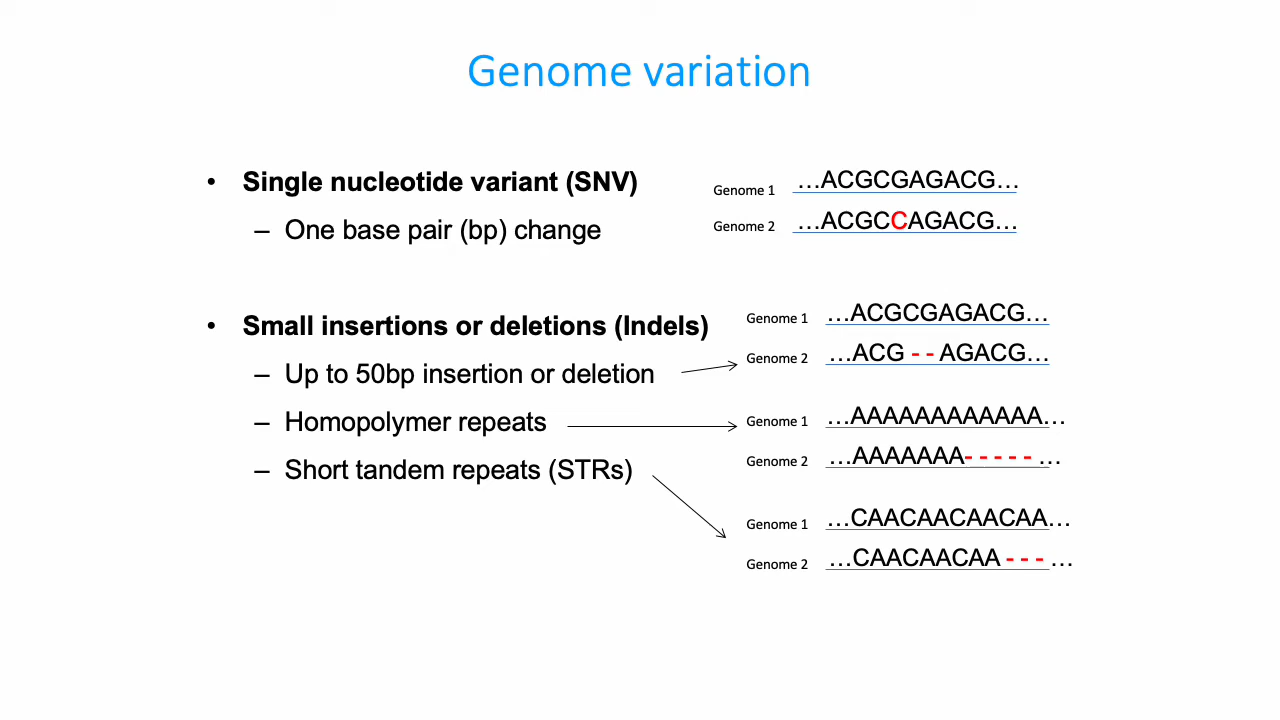 Genome variation
• Single nucleotide variant (SNV)
– One base pair (bp) change
Genome 1 …ACGCGAGACG…
Genome 2 …ACGCCAGACG…
• Small insertions or deletions (Indels)
– Up to 50bp insertion or deletion
– Homopolymer repeats
– Short tandem repeats (STRs)
Genome 1 …ACGCGAGACG…
Genome 2 …ACG - - AGACG…
Genome 1 …AAAAAAAAAAAA…
Genome 2 …AAAAAAA- - - - - …
Genome 1 …CAACAACAACAA…
Genome 2 …CAACAACAA - - - …